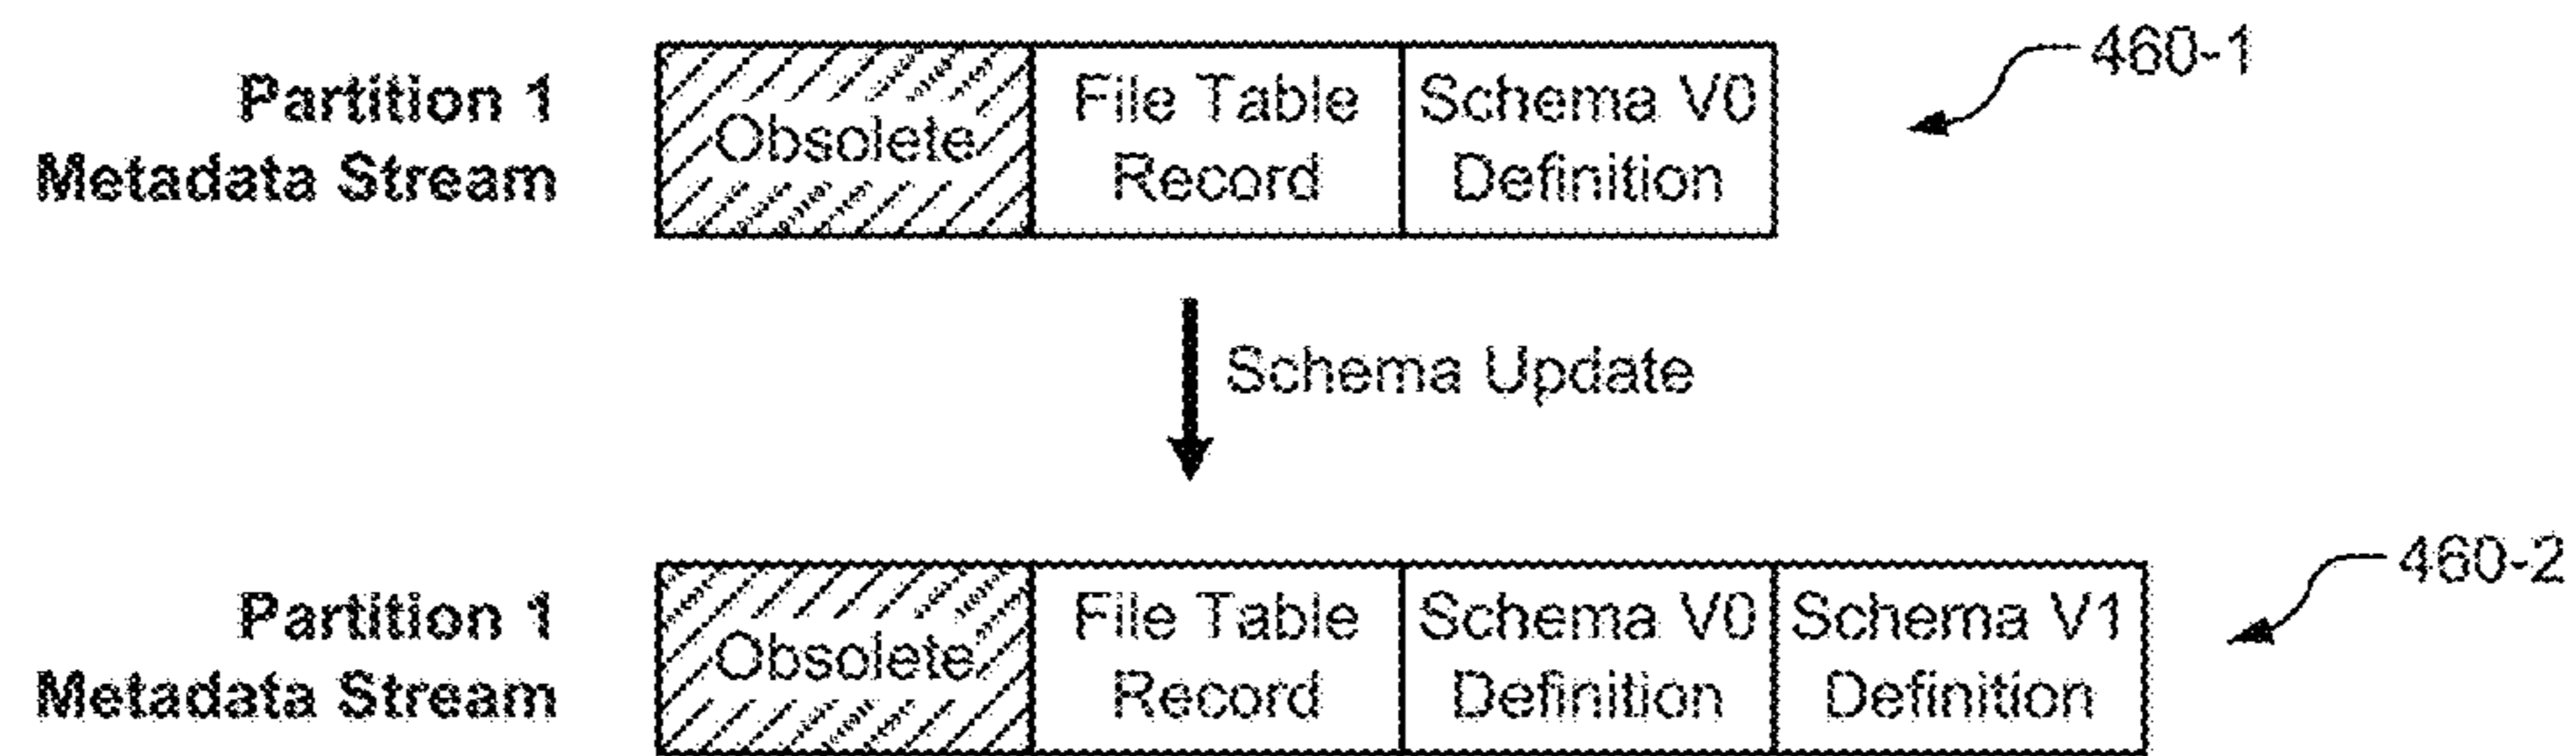 Partition 1
Metadata Stream
Obsolete
File Table
Record
Schema V0
Definition
460-1
Schema Update
Partition 1
Metadata Stream
Obsolete
File Table
Record
Schema V0
Definition
Schema V1
Definition
460-2